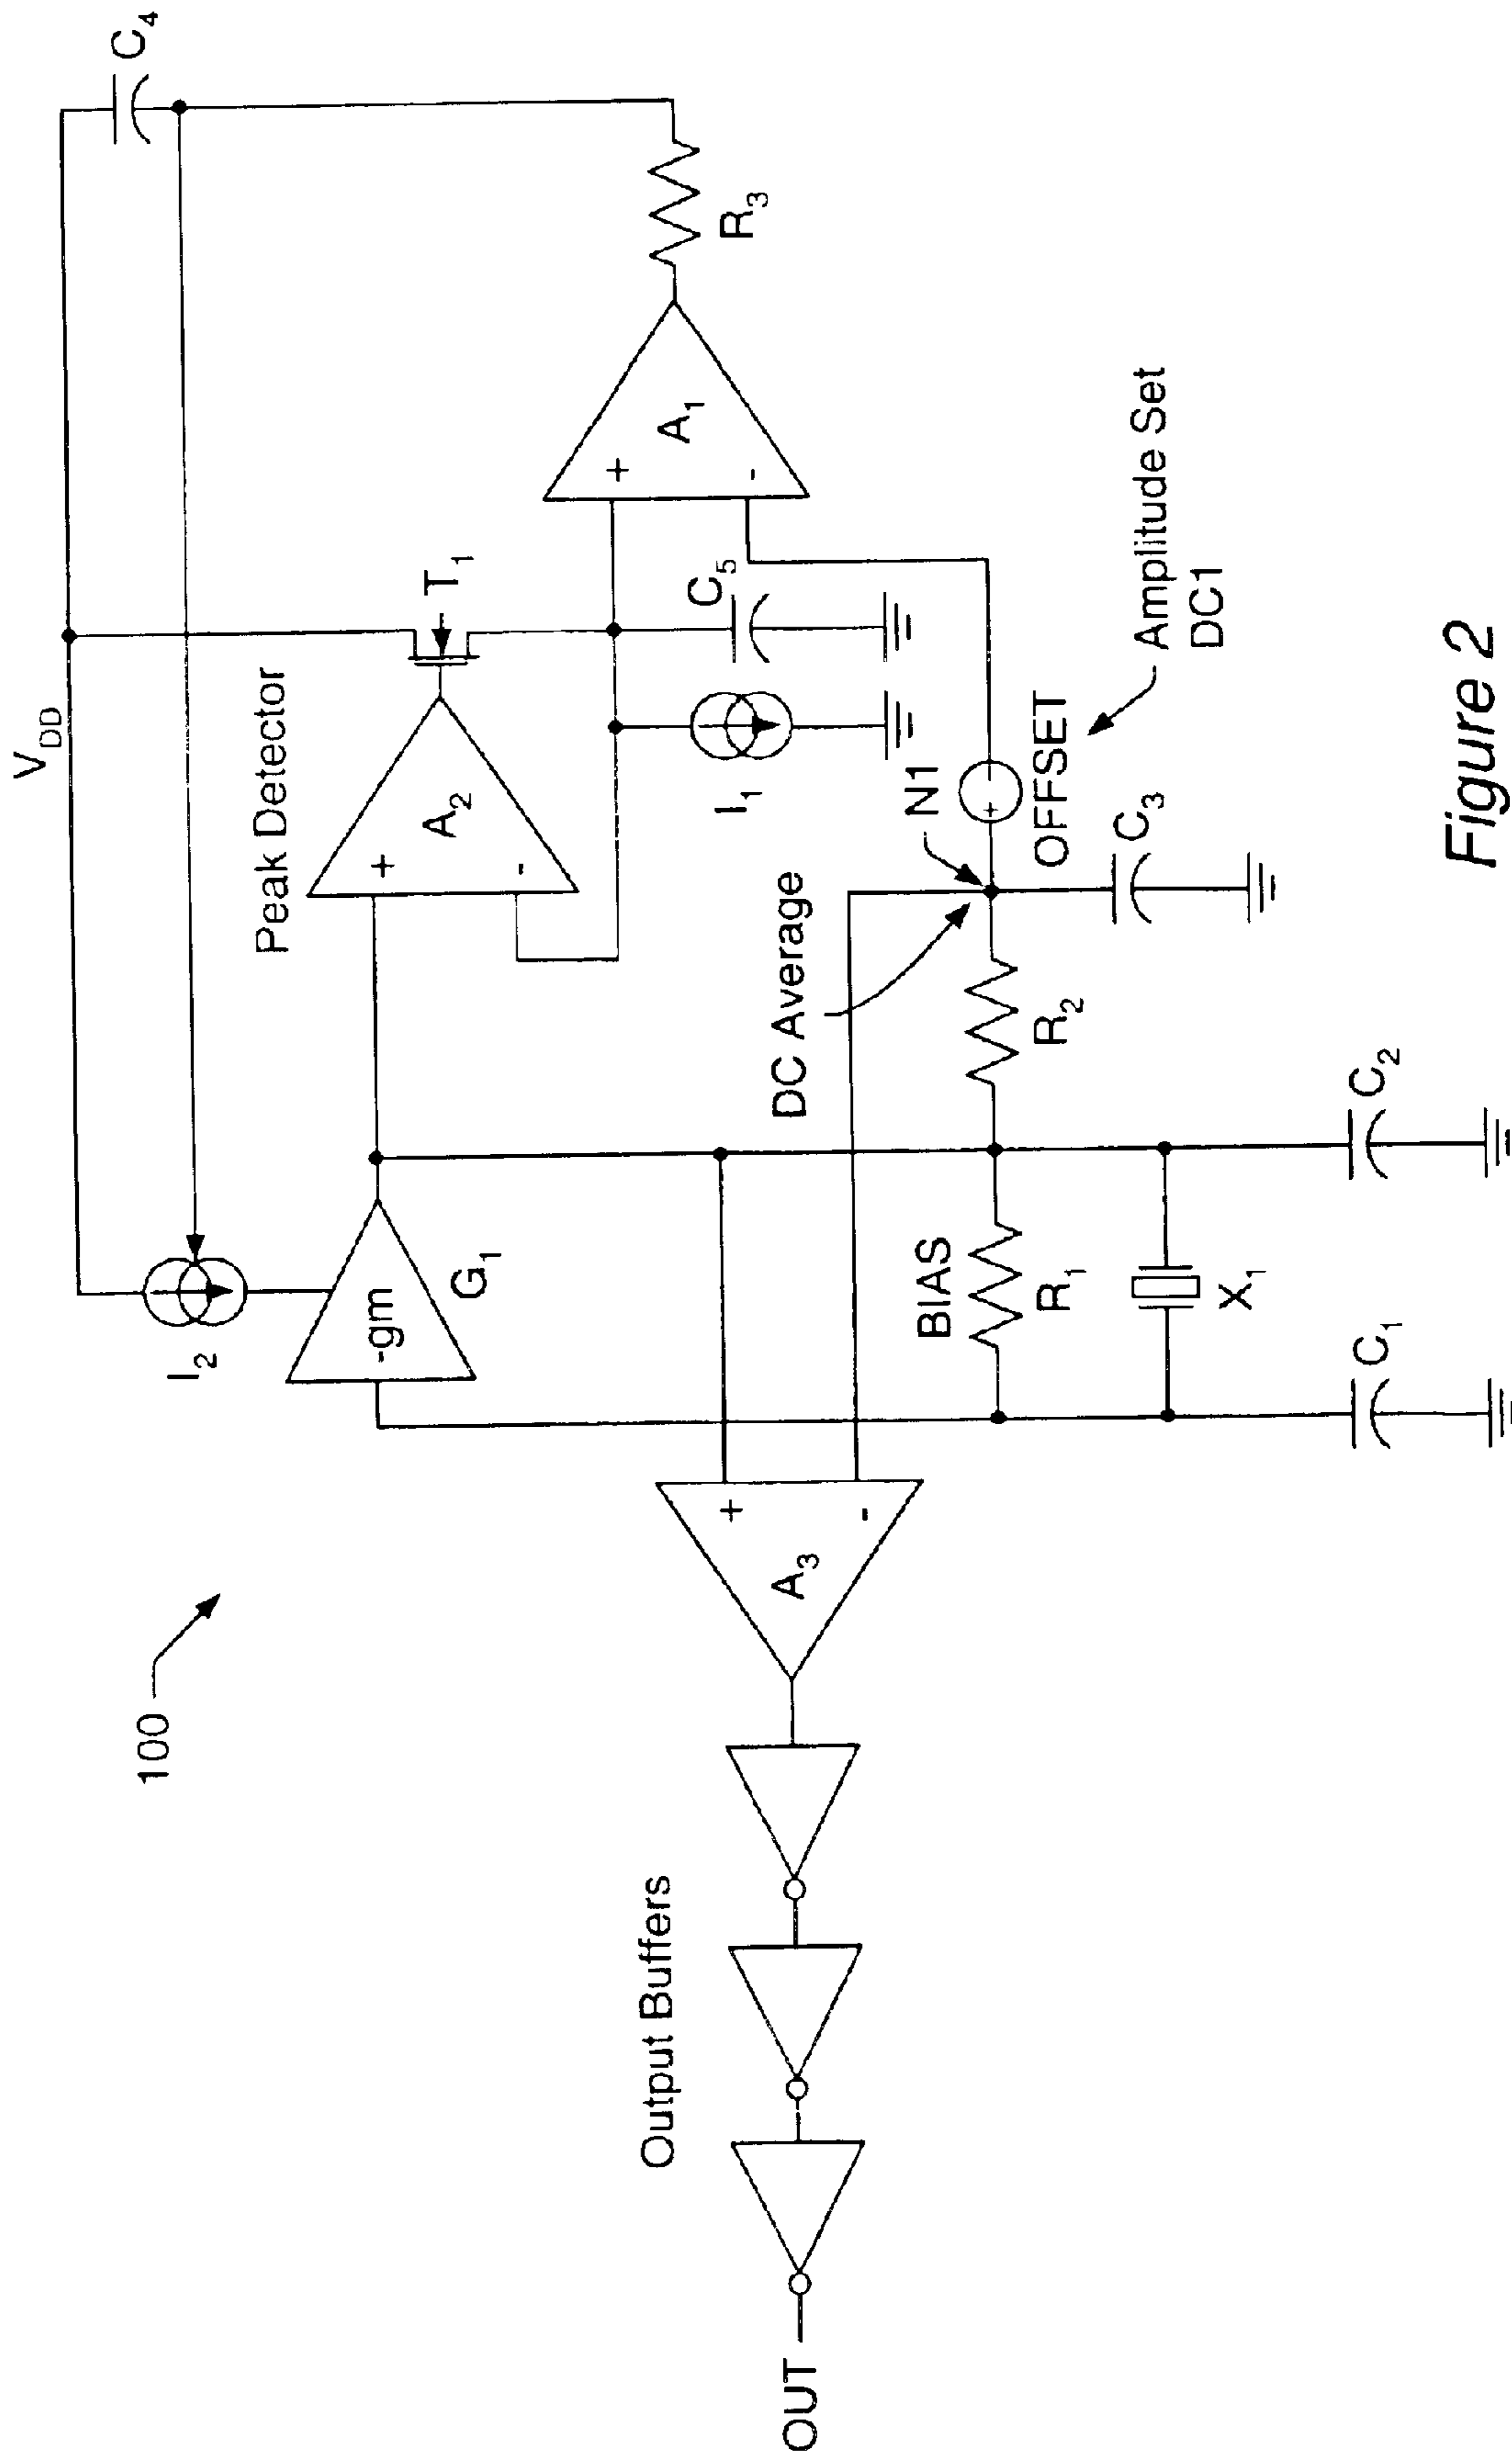 100
V_DD
C₄
I₂
-gm
G₁
Peak Detector
+
-
A₂
T₁
I₁
C₅
+
-
A₁
R₃
Output Buffers
OUT
A₃
+
-
DC Average
N1
BIAS
R₁
R₂
+
-
OFFSET
Amplitude Set
DC1
X₁
C₃
C₁
C₂
Figure 2